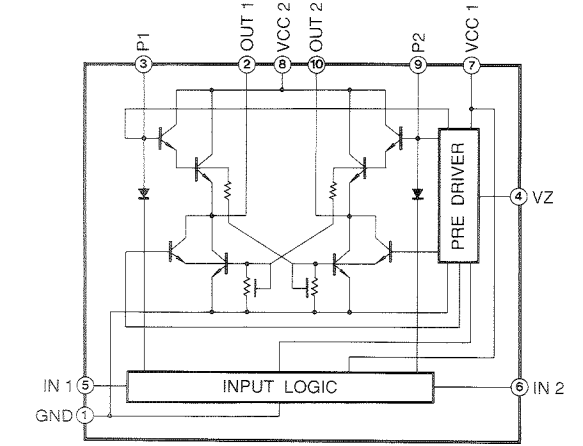 P1
OUT 1
VCC 2
OUT 2
P2
VCC 1
3
2
8
10
9
7
PRE DRIVER
4 VZ
IN 1 5
INPUT LOGIC
6 IN 2
GND 1